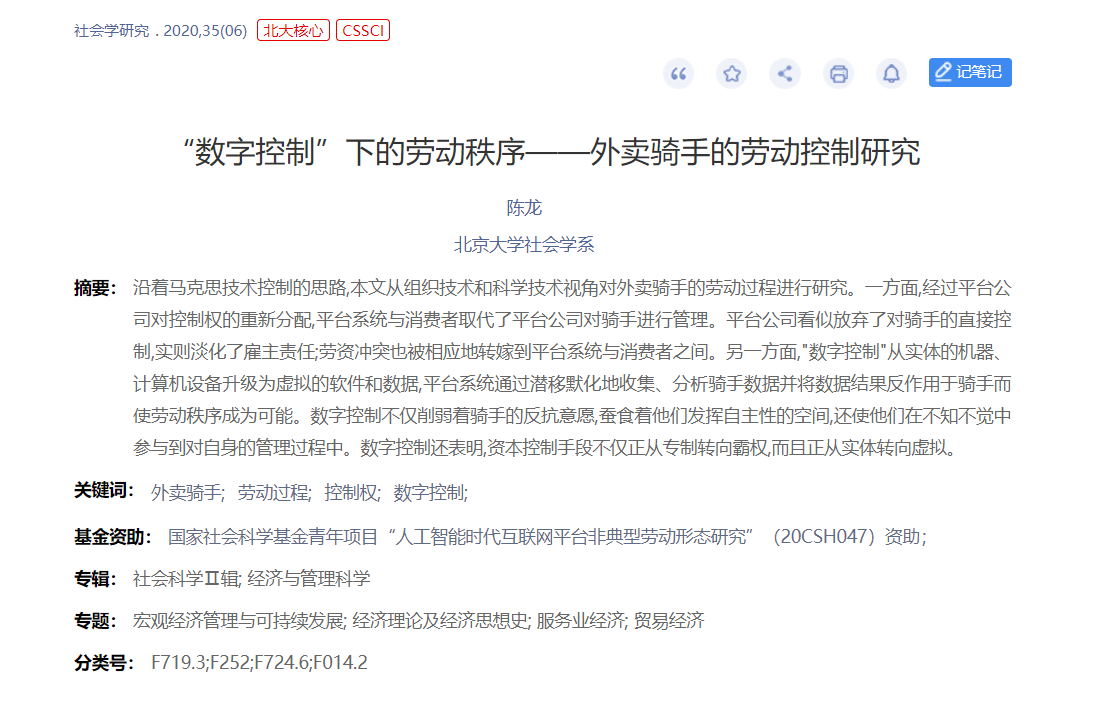 社会学研究 . 2020,35(06) 北大核心 CSSCI
记笔记
“数字控制”下的劳动秩序——外卖骑手的劳动控制研究
陈龙
北京大学社会学系
摘要： 沿着马克思技术控制的思路,本文从组织技术和科学技术视角对外卖骑手的劳动过程进行研究。一方面,经过平台公
司对控制权的重新分配,平台系统与消费者取代了平台公司对骑手进行管理。平台公司看似放弃了对骑手的直接控
制,实则淡化了雇主责任;劳资冲突也被相应地转嫁到平台系统与消费者之间。另一方面,"数字控制"从实体的机器、
计算机设备升级为虚拟的软件和数据,平台系统通过潜移默化地收集、分析骑手数据并将数据结果反作用于骑手而
使劳动秩序成为可能。数字控制不仅削弱着骑手的反抗意愿,蚕食着他们发挥自主性的空间,还使他们在不知不觉中
参与到对自身的管理过程中。数字控制还表明,资本控制手段不仅正从专制转向霸权,而且正从实体转向虚拟。
关键词： 外卖骑手; 劳动过程; 控制权; 数字控制;
基金资助： 国家社会科学基金青年项目“人工智能时代互联网平台非典型劳动形态研究”（20CSH047）资助;
专辑： 社会科学Ⅱ辑; 经济与管理科学
专题： 宏观经济管理与可持续发展; 经济理论及经济思想史; 服务业经济; 贸易经济
分类号： F719.3;F252;F724.6;F014.2